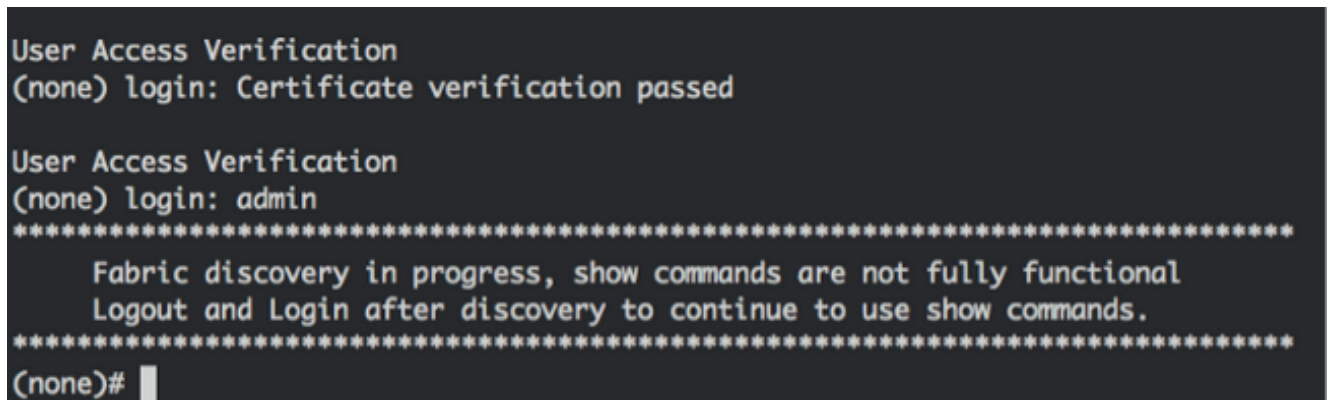 User Access Verification
(none) login: Certificate verification passed
User Access Verification
(none) login: admin
********************************************************************************
Fabric discovery in progress, show commands are not fully functional
Logout and Login after discovery to continue to use show commands.
********************************************************************************
(none)#